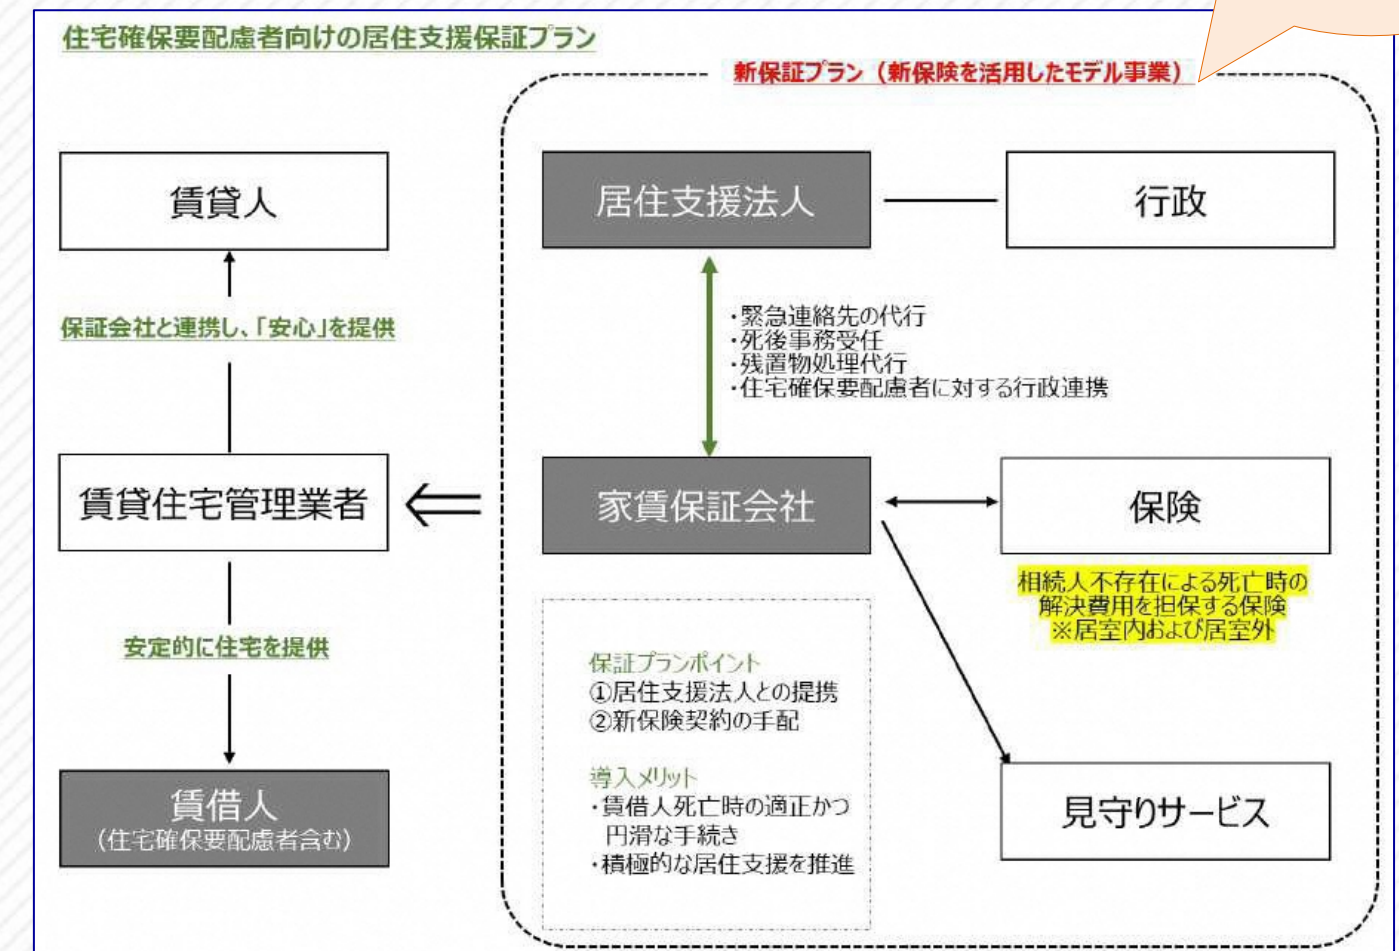 住宅確保要配慮者向けの居住支援保証プラン
新保証プラン（新保険を活用したモデル事業）
賃貸人
居住支援法人
行政
保証会社と連携し、「安心」を提供
・緊急連絡先の代行
・死後事務受任
・残置物処理代行
・住宅確保要配慮者に対する行政連携
賃貸住宅管理業者
家賃保証会社
保険
相続人不存在による死亡時の
解決費用を担保する保険
※居室内および居室外
安定的に住宅を提供
保証プランポイント
①居住支援法人との提携
②新保険契約の手配
導入メリット
・賃借人死亡時の適正かつ
円滑な手続き
・積極的な居住支援を推進
賃借人
（住宅確保要配慮者含む）
見守りサービス